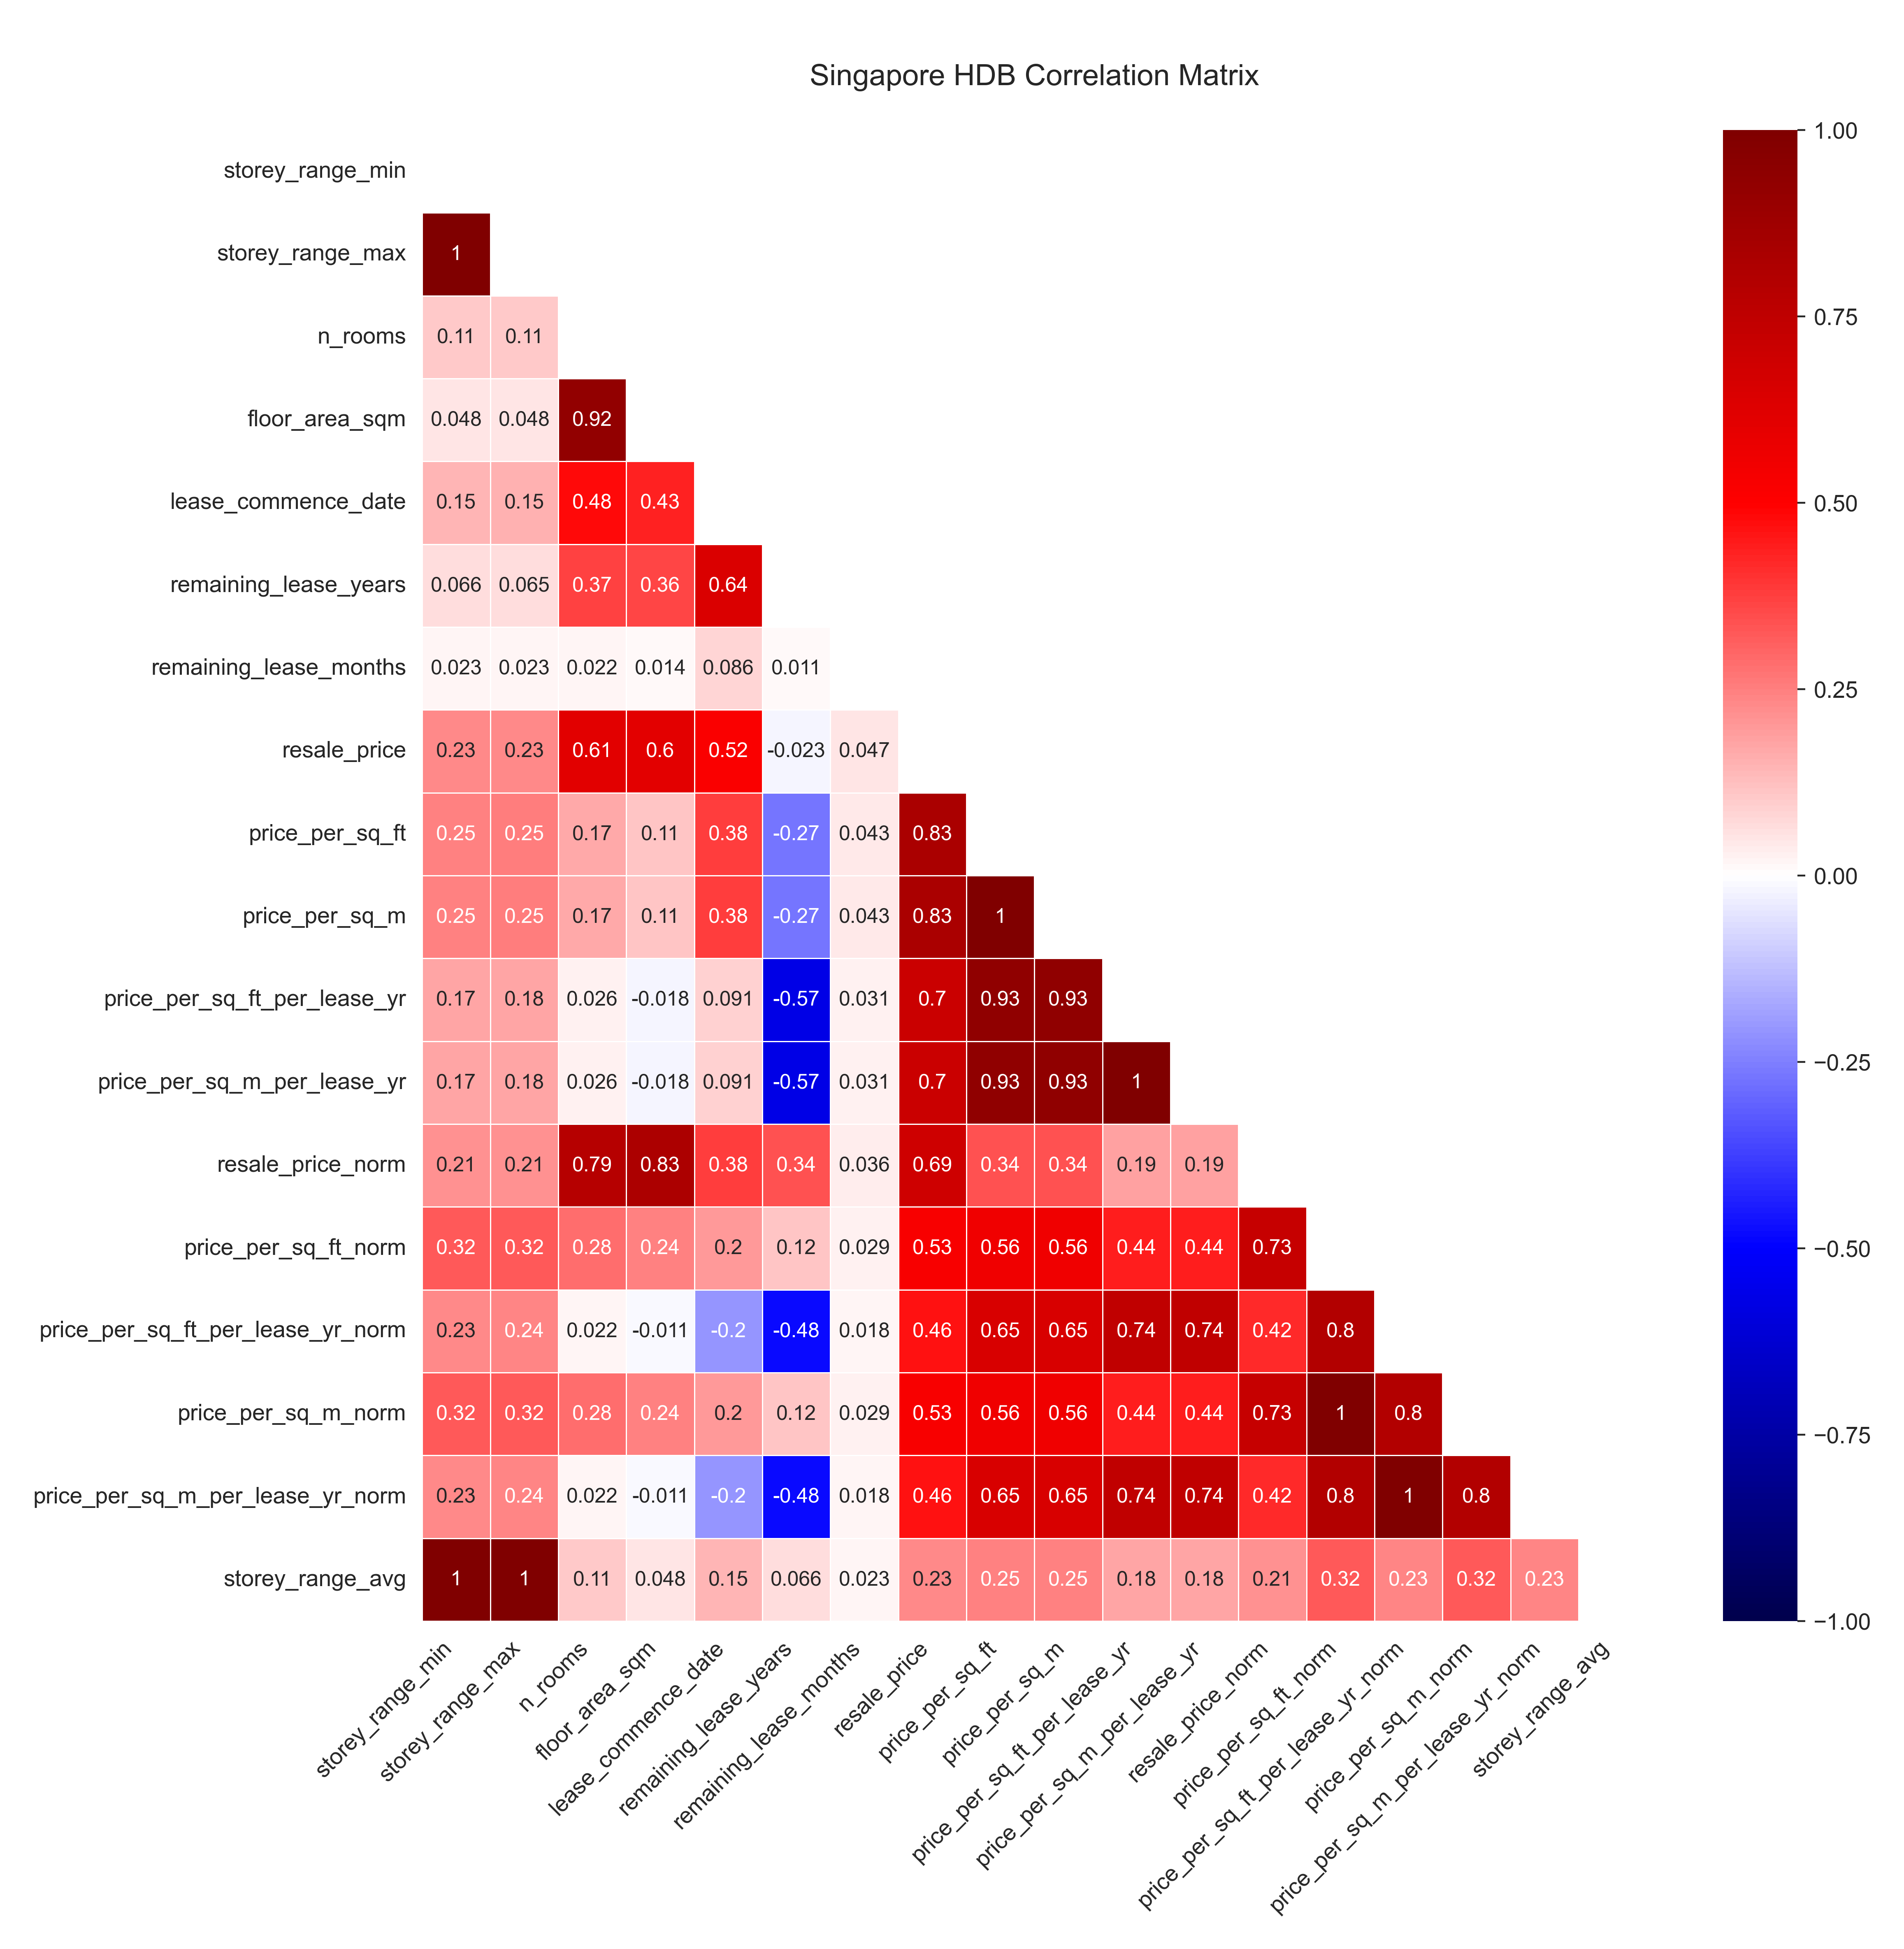 Singapore HDB Correlation Matrix
storey_range_min
storey_range_max 1
n_rooms 0.11 0.11
floor_area_sqm 0.048 0.048 0.92
lease_commence_date 0.15 0.15 0.48 0.43
remaining_lease_years 0.066 0.065 0.37 0.36 0.64
remaining_lease_months 0.023 0.023 0.022 0.014 0.086 0.011
resale_price 0.23 0.23 0.61 0.6 0.52 -0.023 0.047
price_per_sq_ft 0.25 0.25 0.17 0.11 0.38 -0.27 0.043 0.83
price_per_sq_m 0.25 0.25 0.17 0.11 0.38 -0.27 0.043 0.83 1
price_per_sq_ft_per_lease_yr 0.17 0.18 0.026 -0.018 0.091 -0.57 0.031 0.7 0.93 0.93
price_per_sq_m_per_lease_yr 0.17 0.18 0.026 -0.018 0.091 -0.57 0.031 0.7 0.93 0.93 1
resale_price_norm 0.21 0.21 0.79 0.83 0.38 0.34 0.036 0.69 0.34 0.34 0.19 0.19
price_per_sq_ft_norm 0.32 0.32 0.28 0.24 0.2 0.12 0.029 0.53 0.56 0.56 0.44 0.44 0.73
price_per_sq_ft_per_lease_yr_norm 0.23 0.24 0.022 -0.011 -0.2 -0.48 0.018 0.46 0.65 0.65 0.74 0.74 0.42 0.8
price_per_sq_m_norm 0.32 0.32 0.28 0.24 0.2 0.12 0.029 0.53 0.56 0.56 0.44 0.44 0.73 1 0.8
price_per_sq_m_per_lease_yr_norm 0.23 0.24 0.022 -0.011 -0.2 -0.48 0.018 0.46 0.65 0.65 0.74 0.74 0.42 0.8 1 0.8
storey_range_avg 1 1 0.11 0.048 0.15 0.066 0.023 0.23 0.25 0.25 0.18 0.18 0.21 0.32 0.23 0.32 0.23
storey_range_min
storey_range_max
n_rooms
floor_area_sqm
lease_commence_date
remaining_lease_years
remaining_lease_months
resale_price
price_per_sq_ft
price_per_sq_m
price_per_sq_ft_per_lease_yr
price_per_sq_m_per_lease_yr
resale_price_norm
price_per_sq_ft_norm
price_per_sq_ft_per_lease_yr_norm
price_per_sq_m_norm
price_per_sq_m_per_lease_yr_norm
storey_range_avg
1.00
0.75
0.50
0.25
0.00
−0.25
−0.50
−0.75
−1.00